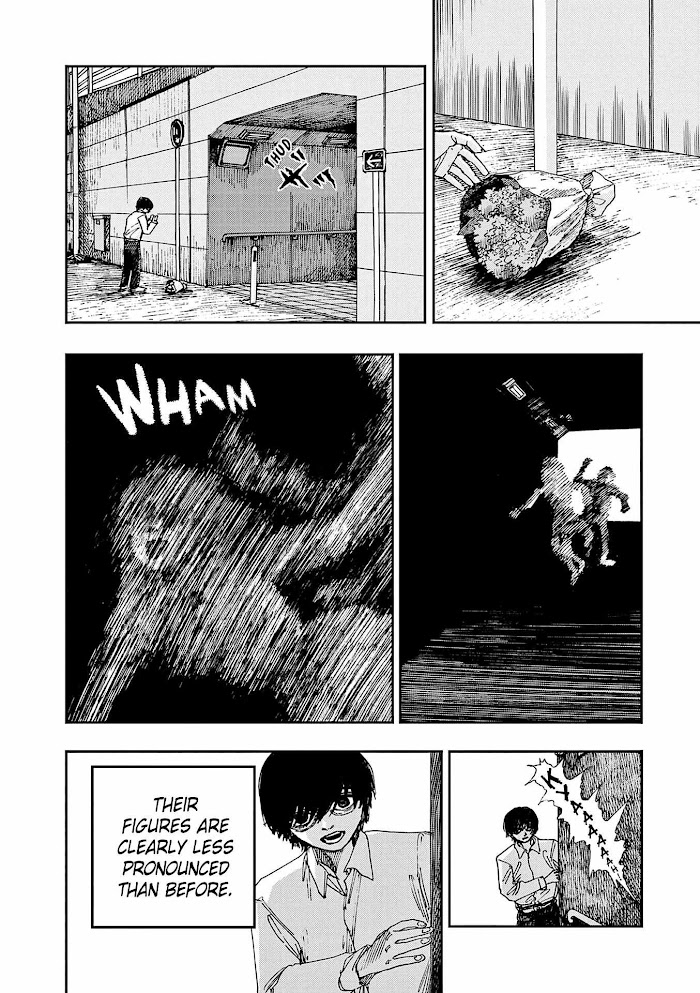 THUD
WHAM
THEIR
FIGURES ARE
CLEARLY LESS
PRONOUNCED
THAN BEFORE.